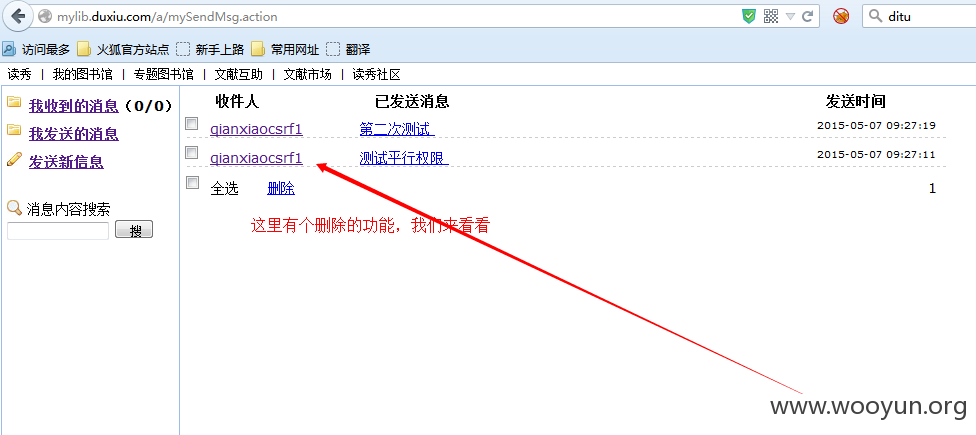 mylib.duxiu.com/a/mySendMsg.action
ditu
访问最多 火狐官方站点 新手上路 常用网址 翻译
读秀 | 我的图书馆 | 专题图书馆 | 文献互助 | 文献市场 | 读秀社区
我收到的消息 (0/0)
我发送的消息
发送新信息
消息内容搜索
搜
收件人 已发送消息 发送时间
qianxiaocsrf1 第二次测试 2015-05-07 09:27:19
qianxiaocsrf1 测试平行权限 2015-05-07 09:27:11
全选 删除 1
这里有个删除的功能，我们来看看
www.wooyun.org